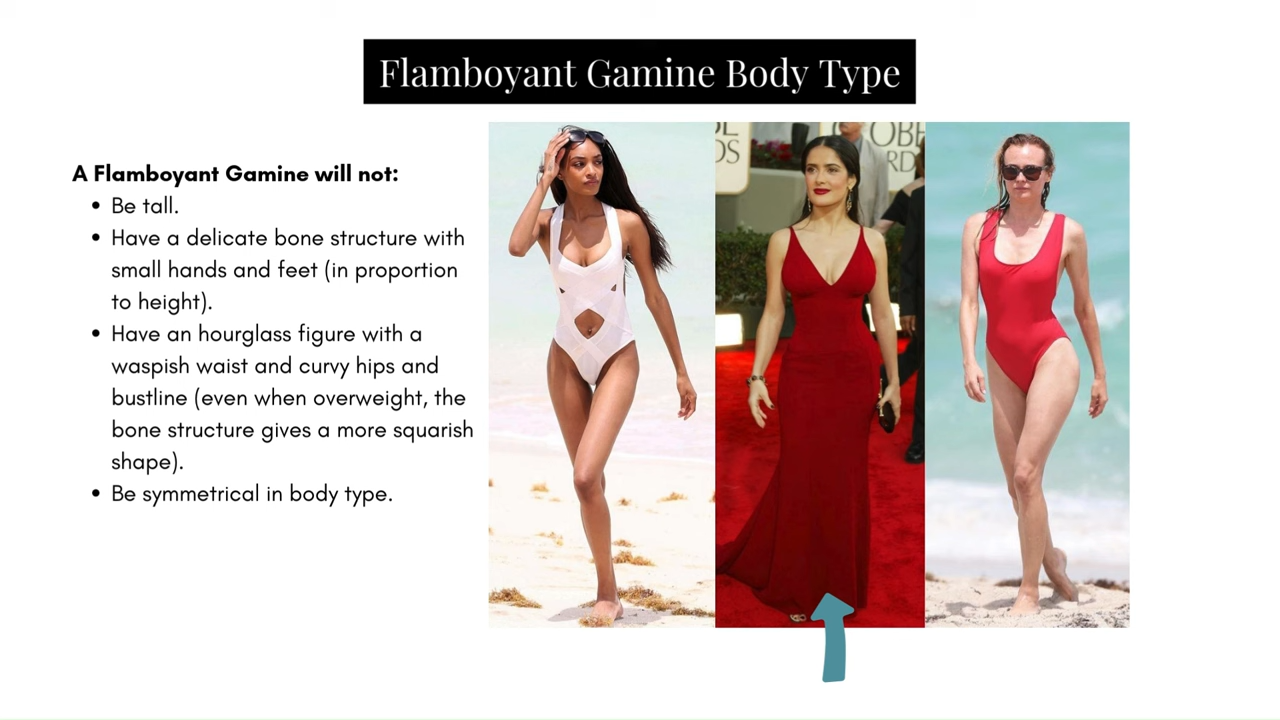 Flamboyant Gamine Body Type
A Flamboyant Gamine will not:
• Be tall.
• Have a delicate bone structure with
small hands and feet (in proportion
to height).
• Have an hourglass figure with a
waspish waist and curvy hips and
bustline (even when overweight, the
bone structure gives a more squarish
shape).
• Be symmetrical in body type.